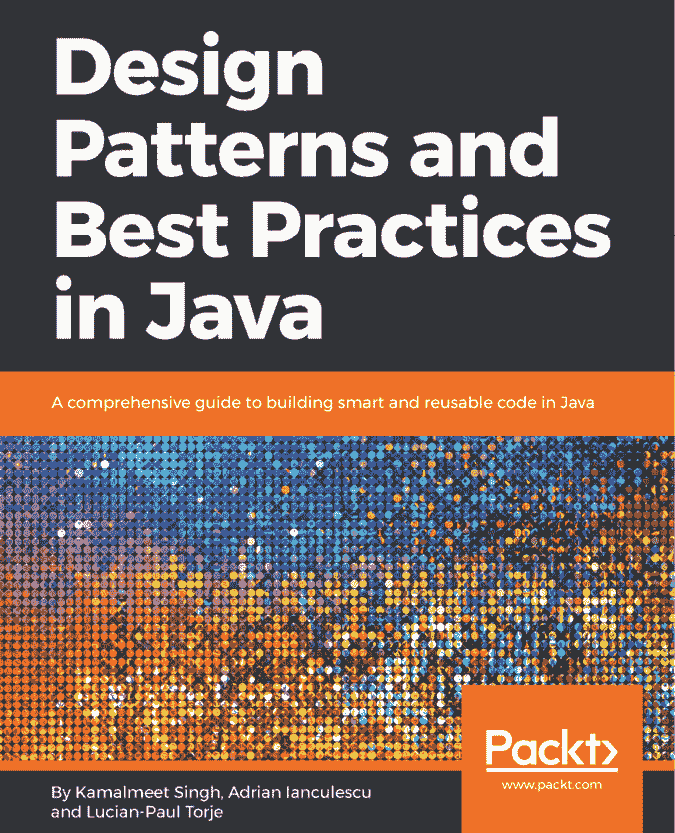 Design
Patterns and
Best Practices
in Java
A comprehensive guide to building smart and reusable code in Java
Packt>
www.packt.com
By Kamalmeet Singh, Adrian Ianculescu
and Lucian-Paul Torje